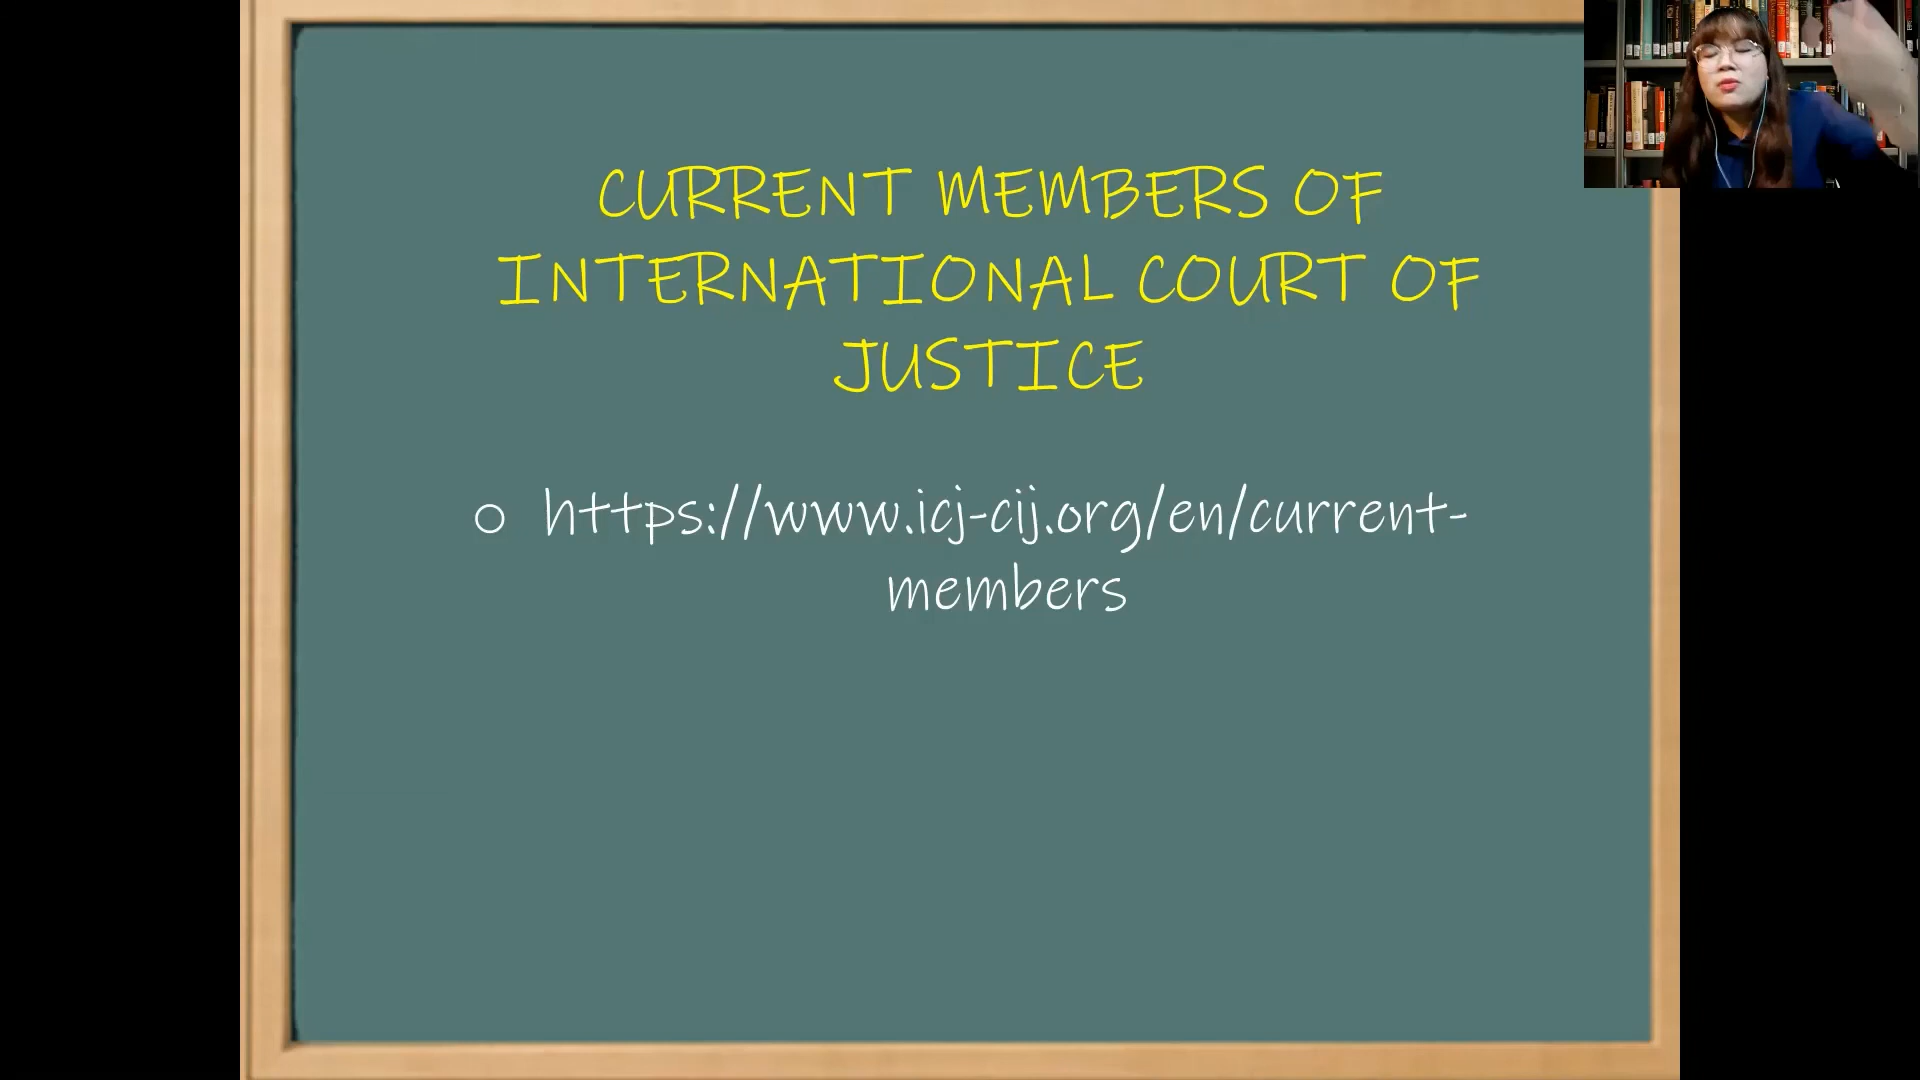 CURRENT MEMBERS OF
INTERNATIONAL COURT OF
JUSTICE
○ https://www.icj-cij.org/en/current-
members